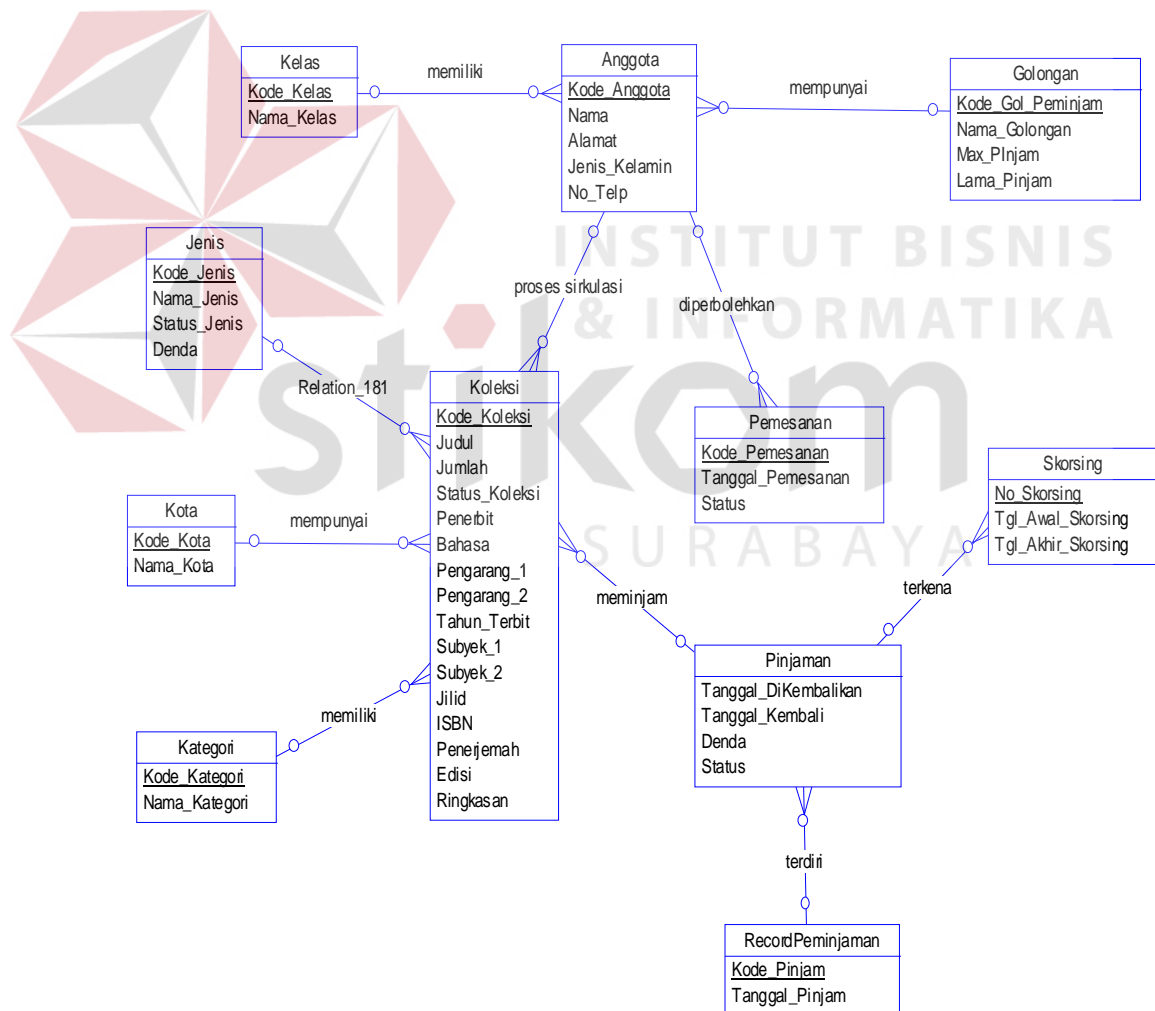 Kelas
Kode_Kelas
Nama_Kelas
memiliki
Anggota
Kode_Anggota
Nama
Alamat
Jenis_Kelamin
No_Telp
mempunyai
Golongan
Kode_Gol_Peminjam
Nama_Golongan
Max_PInjam
Lama_Pinjam
INSTITUT BISNIS
& INFORMATIKA
stikom
SURABAYA
Jenis
Kode_Jenis
Nama_Jenis
Status_Jenis
Denda
proses sirkulasi
diperbolehkan
Relation_181
Koleksi
Kode_Koleksi
Judul
Jumlah
Status_Koleksi
Penerbit
Bahasa
Pengarang_1
Pengarang_2
Tahun_Terbit
Subyek_1
Subyek_2
Jilid
ISBN
Penerjemah
Edisi
Ringkasan
Pemesanan
Kode_Pemesanan
Tanggal_Pemesanan
Status
Skorsing
No_Skorsing
Tgl_Awal_Skorsing
Tgl_Akhir_Skorsing
Kota
Kode_Kota
Nama_Kota
mempunyai
meminjam
terkena
Pinjaman
Tanggal_DiKembalikan
Tanggal_Kembali
Denda
Status
memiliki
Kategori
Kode_Kategori
Nama_Kategori
terdiri
RecordPeminjaman
Kode_Pinjam
Tanggal_Pinjam